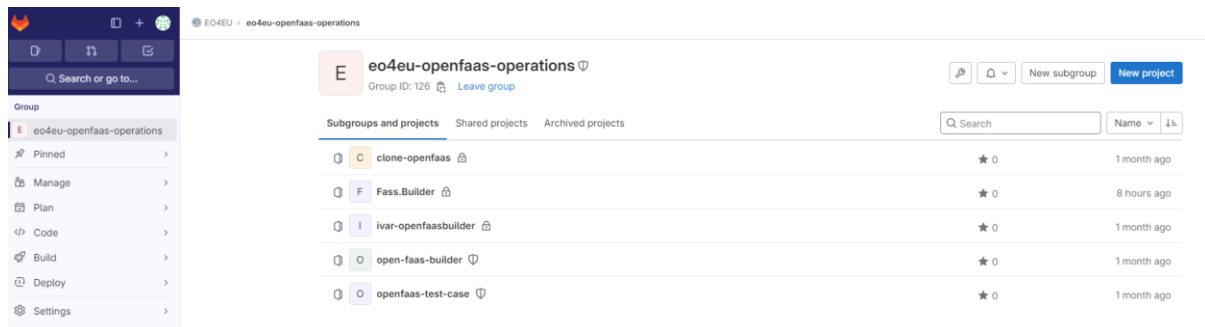 EO4EU > eo4eu-openfaas-operations
Search or go to...
Group
E eo4eu-openfaas-operations
Pinned
Manage
Plan
Code
Build
Deploy
Settings
E eo4eu-openfaas-operations
Group ID: 126 Leave group
New subgroup New project
Subgroups and projects Shared projects Archived projects
Search Name
C clone-openfaas 0 1 month ago
F Fass.Builder 0 8 hours ago
I ivar-openfaasbuilder 0 1 month ago
O open-faas-builder 0 1 month ago
O openfaas-test-case 0 1 month ago